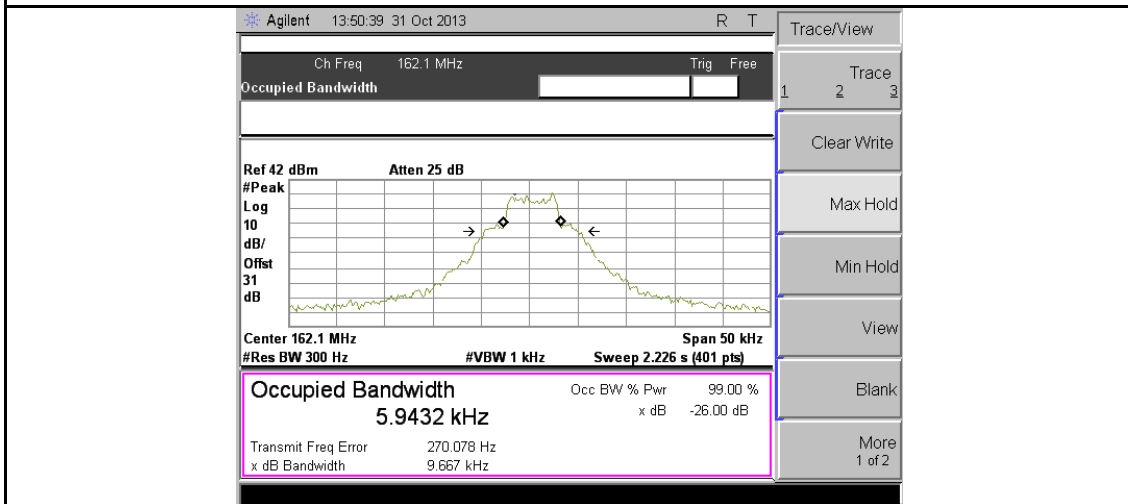 Agilent 13:50:39 31 Oct 2013 R T
Trace/View
Ch Freq 162.1 MHz Trig Free
Occupied Bandwidth
Trace
1 2 3
Clear Write
Ref 42 dBm Atten 25 dB
#Peak
Log
10
dB/
Offst
31
dB
Max Hold
Min Hold
View
Center 162.1 MHz Span 50 kHz
#Res BW 300 Hz #VBW 1 kHz Sweep 2.226 s (401 pts)
Occupied Bandwidth Occ BW % Pwr 99.00 %
5.9432 kHz x dB -26.00 dB
Blank
Transmit Freq Error 270.078 Hz
x dB Bandwidth 9.667 kHz
More
1 of 2